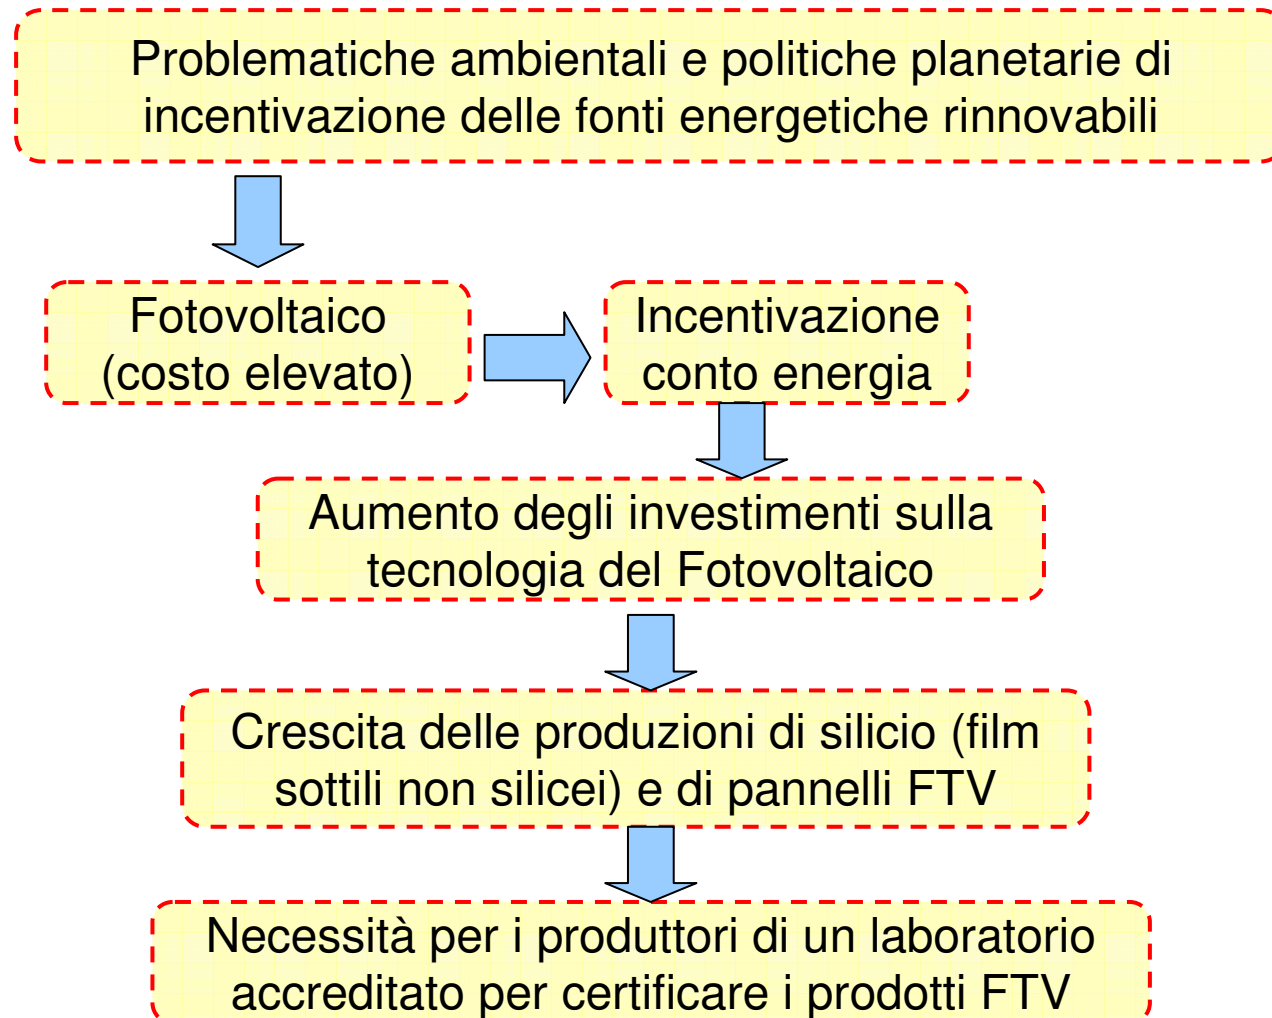 Problematiche ambientali e politiche planetarie di
incentivazione delle fonti energetiche rinnovabili
Fotovoltaico
(costo elevato)
Incentivazione
conto energia
Aumento degli investimenti sulla
tecnologia del Fotovoltaico
Crescita delle produzioni di silicio (film
sottili non silicei) e di pannelli FTV
Necessità per i produttori di un laboratorio
accreditato per certificare i prodotti FTV